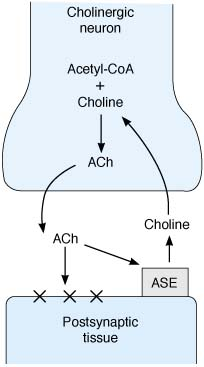 Cholinergic
neuron
Acetyl-CoA
+
Choline
ACh
Choline
ACh
ASE
Postsynaptic
tissue